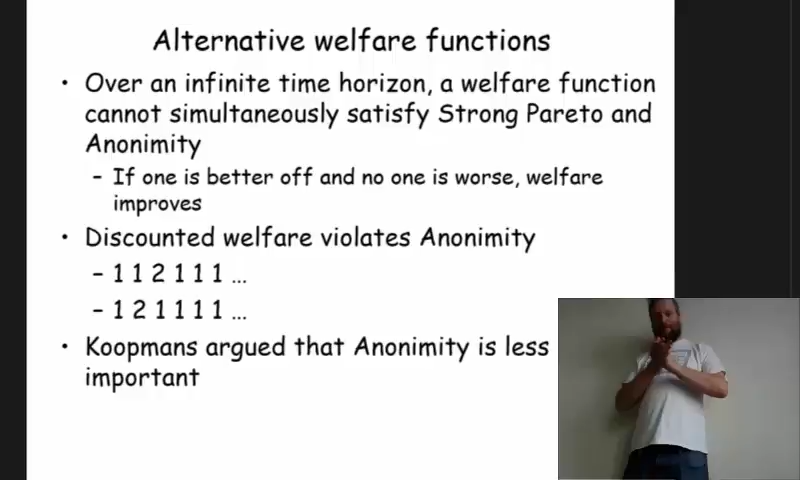 Alternative welfare functions
• Over an infinite time horizon, a welfare function
cannot simultaneously satisfy Strong Pareto and
Anonimity
– If one is better off and no one is worse, welfare
improves
• Discounted welfare violates Anonimity
– 1 1 2 1 1 1 ...
– 1 2 1 1 1 1 ...
• Koopmans argued that Anonimity is less
important